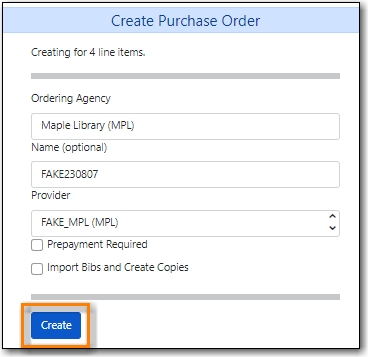 Create Purchase Order
Creating for 4 line items.
Ordering Agency
Maple Library (MPL)
Name (optional)
FAKE230807
Provider
FAKE_MPL (MPL)
Prepayment Required
Import Bibs and Create Copies
Create